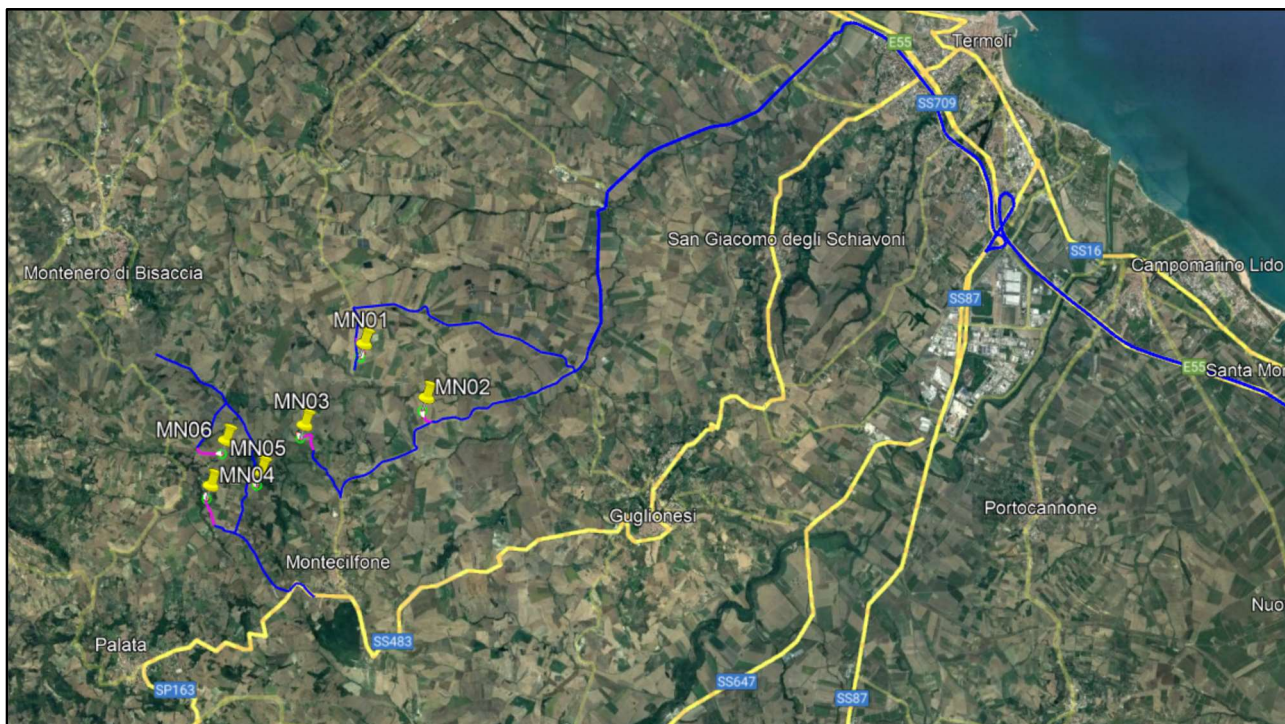 Termoli
E55
SS709
San Giacomo degli Schiavoni
SS16
Campomarino Lido
Montenero di Bisaccia
SS87
MN01
E55
Santa Mor
MN02
MN03
MN06
MN05
MN04
Portocannone
Guglionesi
Montecilfone
Nuo
SS483
Palata
SP163
SS647
SS87